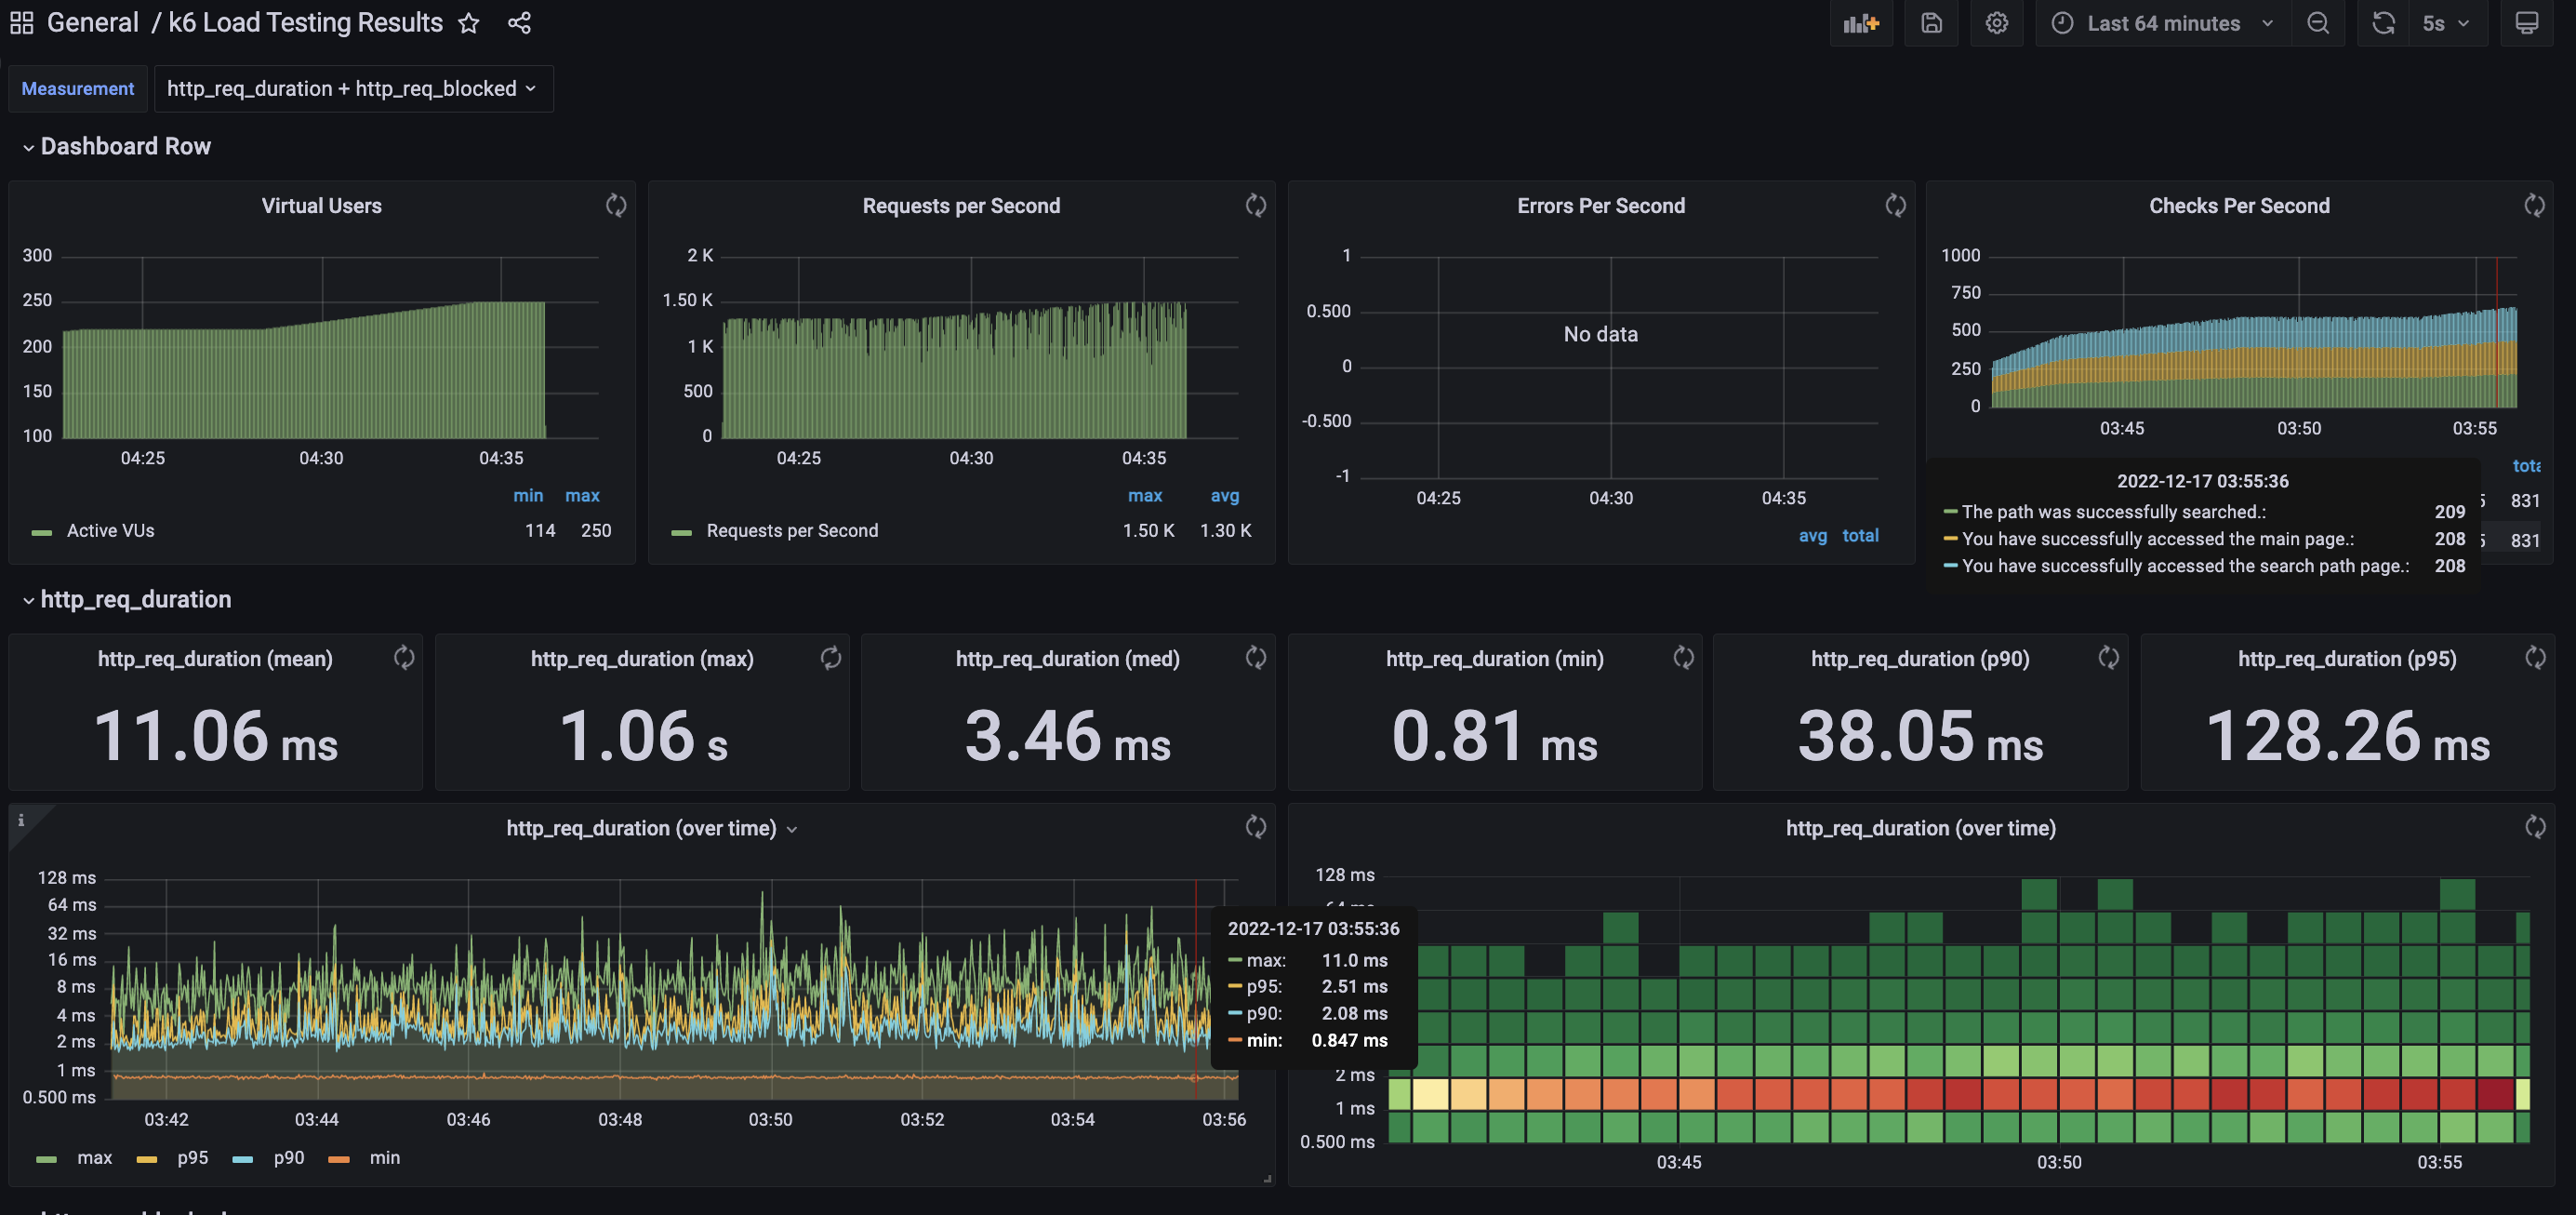 General / k6 Load Testing Results
Last 64 minutes
5s
Measurement
http_req_duration + http_req_blocked
Dashboard Row
Virtual Users
300
250
200
150
100
04:25 04:30 04:35
min max
Active VUs 114 250
Requests per Second
2 K
1.50 K
1 K
500
0
04:25 04:30 04:35
max avg
Requests per Second 1.50 K 1.30 K
Errors Per Second
1
0.500
0
-0.500
-1
No data
04:25 04:30 04:35
avg total
Checks Per Second
1000
750
500
250
0
03:45 03:50 03:55
2022-12-17 03:55:36
The path was successfully searched.: 209
You have successfully accessed the main page.: 208
You have successfully accessed the search path page.: 208
831
831
http_req_duration
http_req_duration (mean)
11.06 ms
http_req_duration (max)
1.06 s
http_req_duration (med)
3.46 ms
http_req_duration (min)
0.81 ms
http_req_duration (p90)
38.05 ms
http_req_duration (p95)
128.26 ms
i
http_req_duration (over time)
128 ms
64 ms
32 ms
16 ms
8 ms
4 ms
2 ms
1 ms
0.500 ms
03:42 03:44 03:46 03:48 03:50 03:52 03:54 03:56
max p95 p90 min
2022-12-17 03:55:36
max: 11.0 ms
p95: 2.51 ms
p90: 2.08 ms
min: 0.847 ms
http_req_duration (over time)
128 ms
2 ms
1 ms
0.500 ms
03:45 03:50 03:55